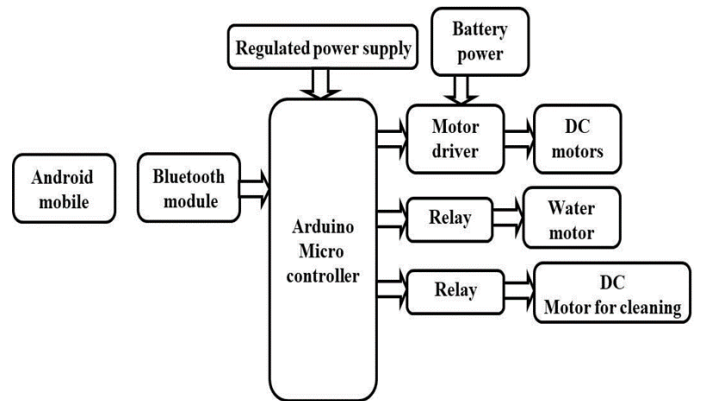 Regulated power supply
Battery
power
Motor
driver
DC
motors
Android
mobile
Bluetooth
module
Arduino
Micro
controller
Relay
Water
motor
Relay
DC
Motor for cleaning